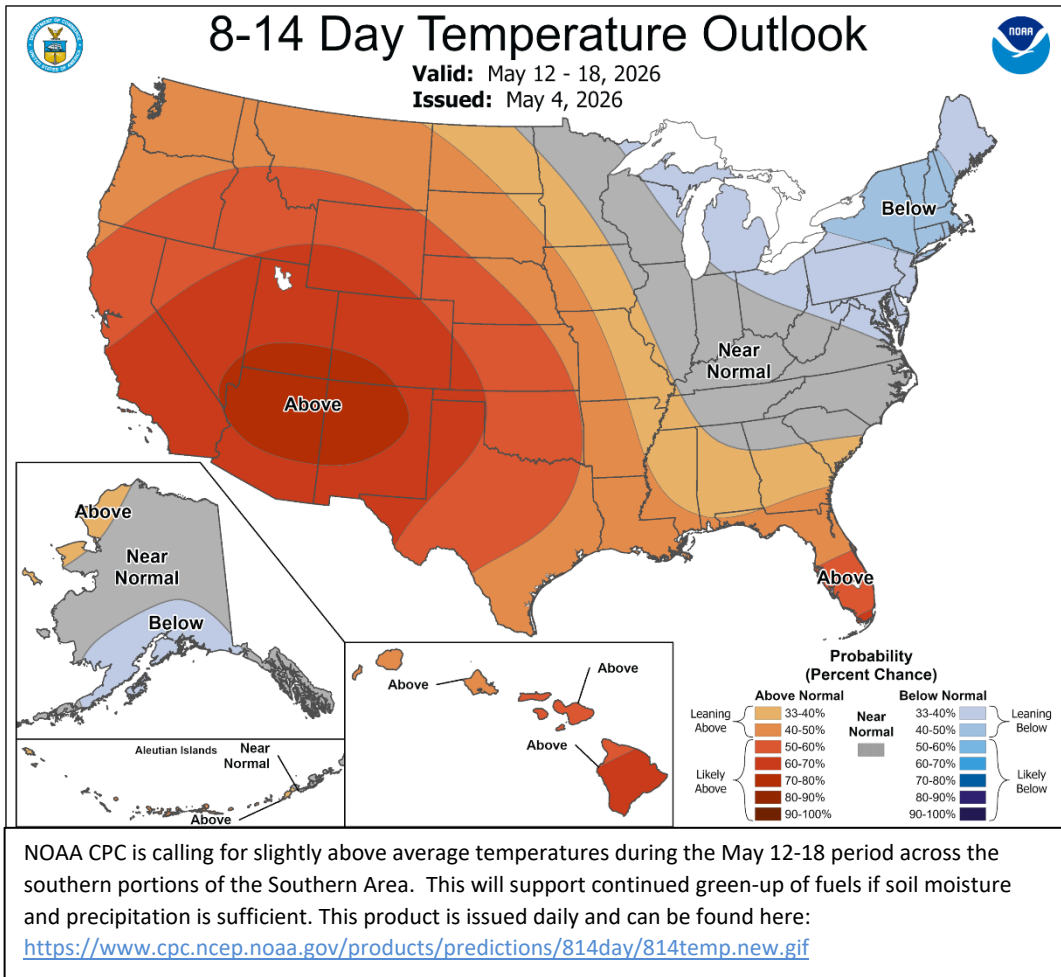 8-14 Day Temperature Outlook
Valid: May 12 - 18, 2026
Issued: May 4, 2026
NOAA
Below
Near
Normal
Above
Above
Above
Near
Normal
Below
Aleutian Islands
Near
Normal
Above
Above
Above
Above
Probability
(Percent Chance)
Above Normal
Below Normal
Leaning
Above
Likely
Above
33-40%
40-50%
50-60%
60-70%
70-80%
80-90%
90-100%
Near
Normal
33-40%
40-50%
50-60%
60-70%
70-80%
80-90%
90-100%
Leaning
Below
Likely
Below
NOAA CPC is calling for slightly above average temperatures during the May 12-18 period across the
southern portions of the Southern Area.  This will support continued green-up of fuels if soil moisture
and precipitation is sufficient. This product is issued daily and can be found here:
https://www.cpc.ncep.noaa.gov/products/predictions/814day/814temp.new.gif